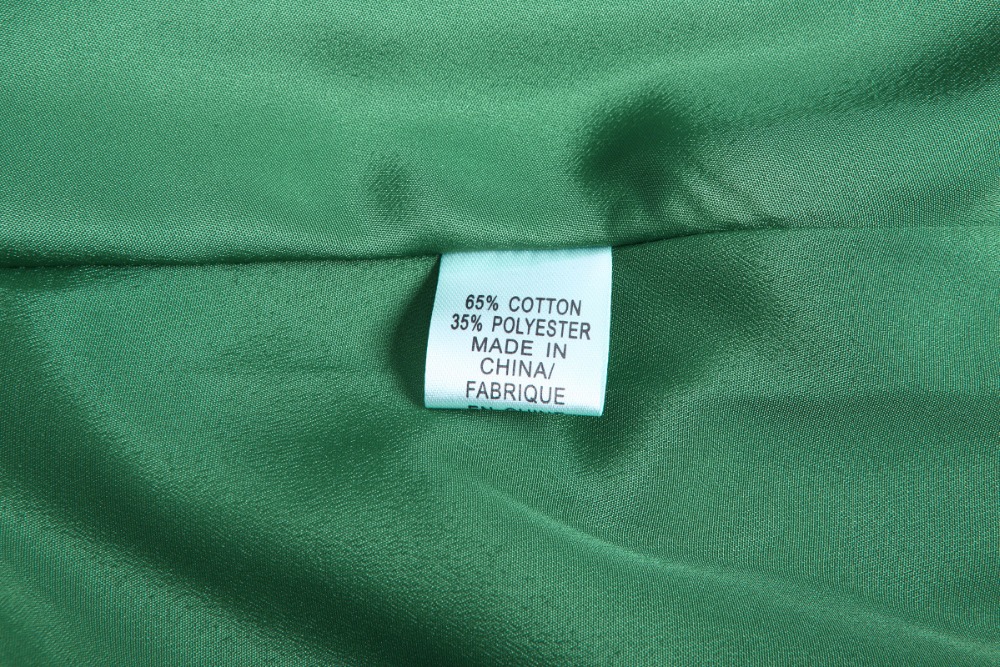 65% COTTON
35% POLYESTER
MADE IN
CHINA/
FABRIQUE